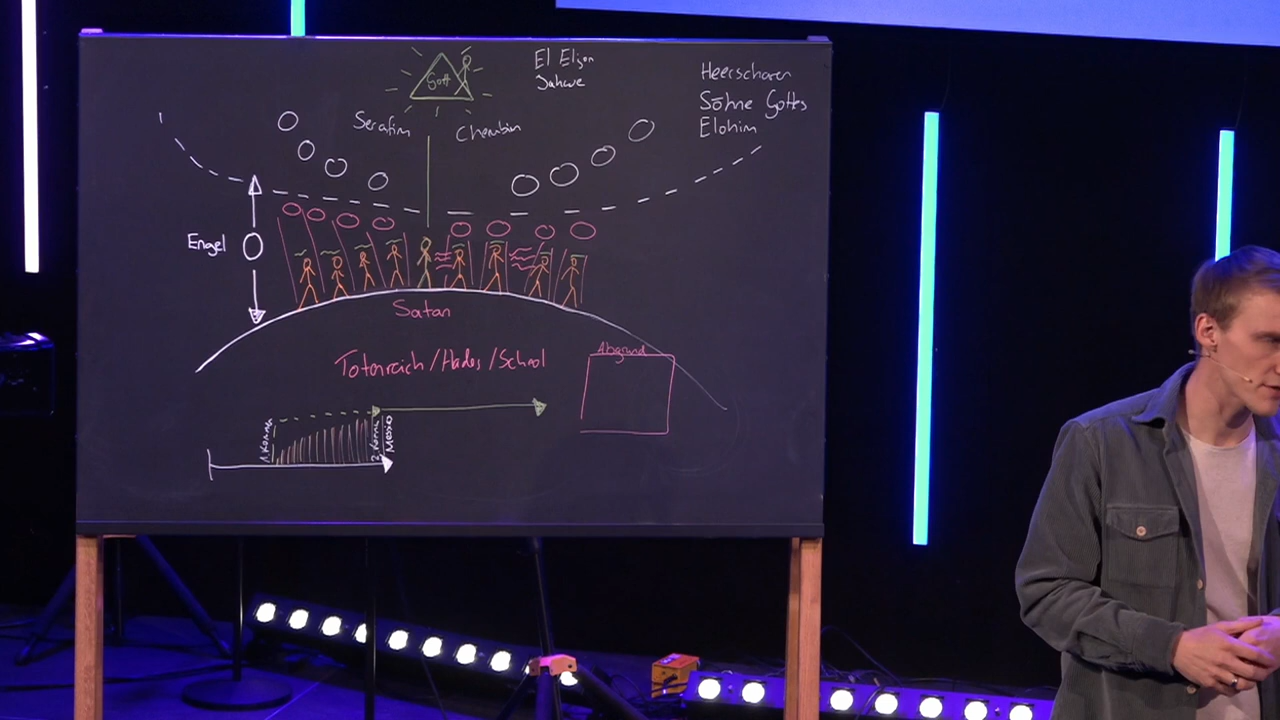 Gott
El Eljon
Jahwe
Heerscharen
Söhne Gottes
Elohim
Serafim
Cherubin
Engel
Satan
Totenreich/Hades/Scheol
Abgrund
1. Komm
2. Komm
Messias